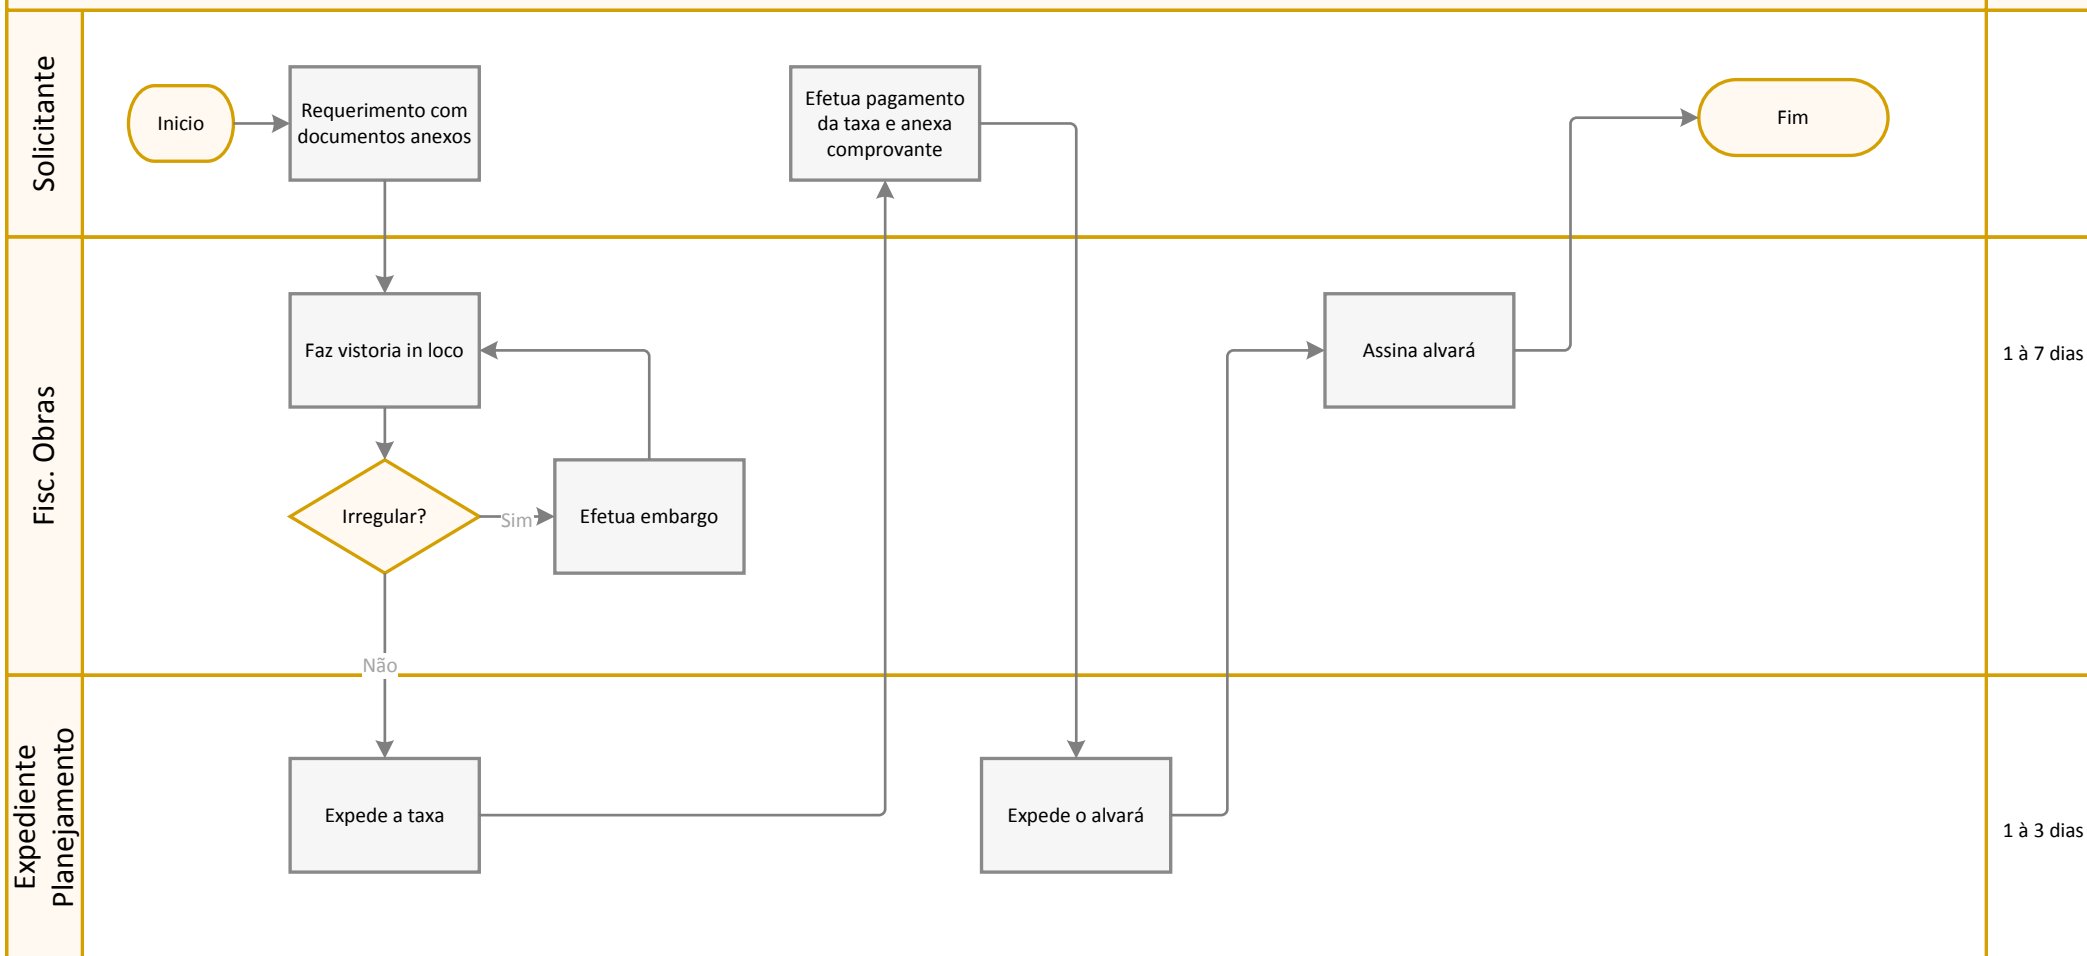 Solicitante
Inicio
Requerimento com
documentos anexos
Efetua pagamento
da taxa e anexa
comprovante
Fim
Fisc. Obras
Faz vistoria in loco
Assina alvará
1 à 7 dias
Irregular?
Sim
Efetua embargo
Não
Expediente
Planejamento
Expede a taxa
Expede o alvará
1 à 3 dias